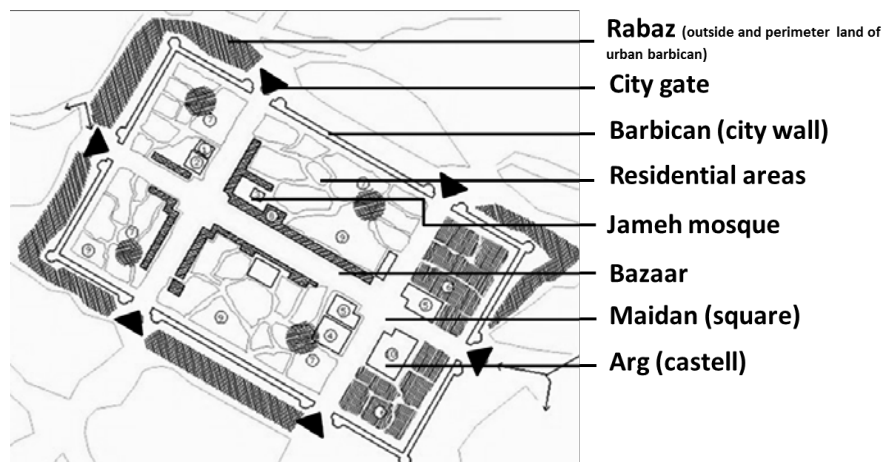 Rabaz (outside and perimeter land of
urban barbican)
City gate
Barbican (city wall)
Residential areas
Jameh mosque
Bazaar
Maidan (square)
Arg (castell)